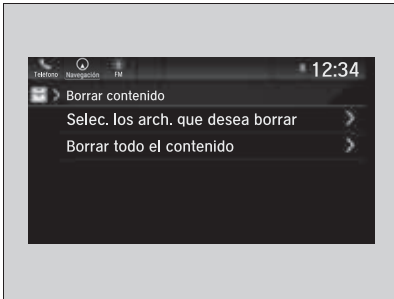 Teléfono Navegación FM 12:34
Borrar contenido
Selec. los arch. que desea borrar
Borrar todo el contenido